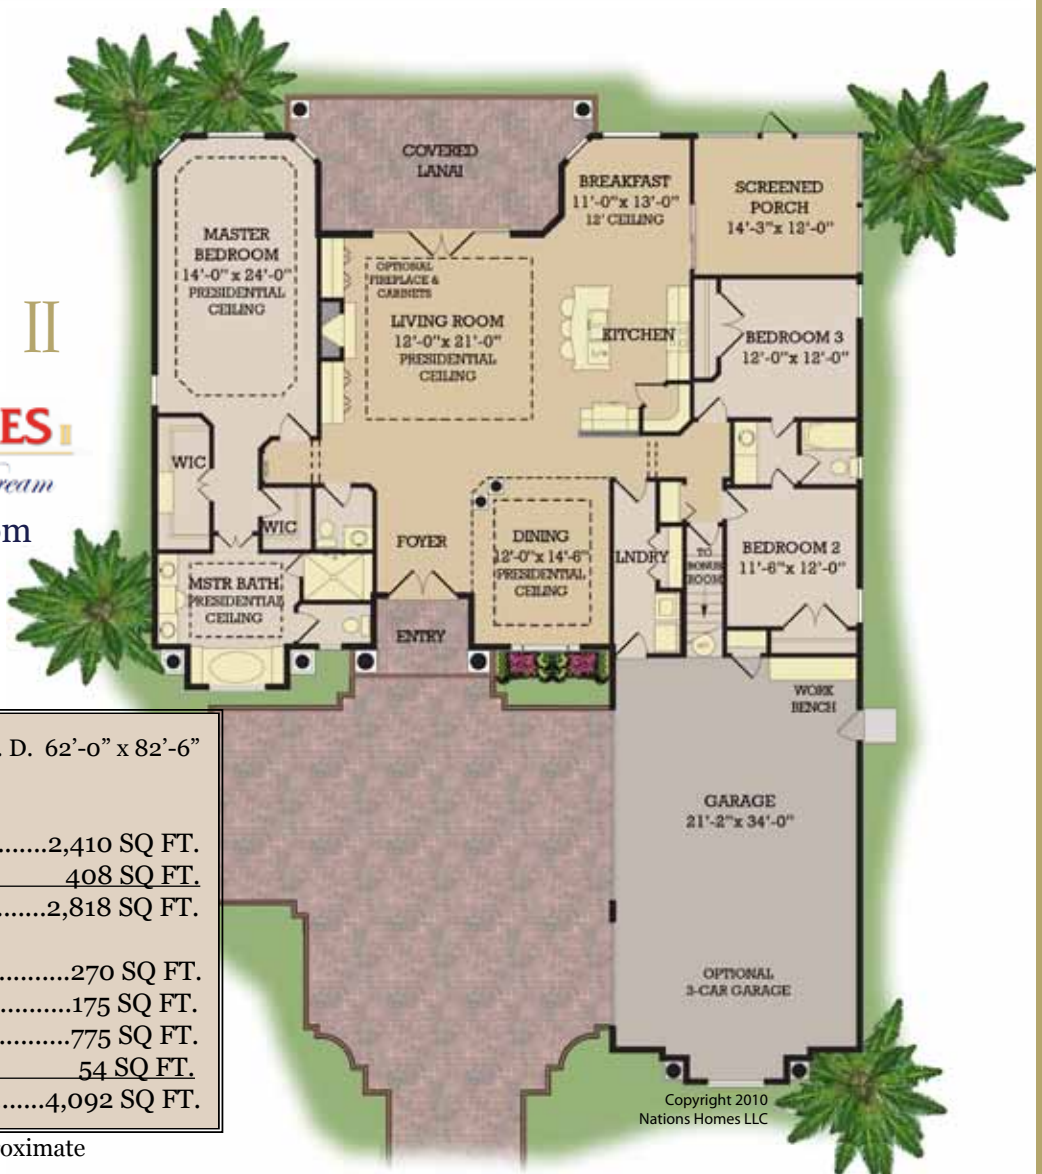 COVERED
LANAI
BREAKFAST
11'-0" x 13'-0"
12' CEILING
SCREENED
PORCH
14'-3" x 12'-0"
MASTER
BEDROOM
14'-0" x 24'-0"
PRESIDENTIAL
CEILING
OPTIONAL
FIREPLACE &
CABINETS
LIVING ROOM
12'-0" x 21'-0"
PRESIDENTIAL
CEILING
KITCHEN
BEDROOM 3
12'-0" x 12'-0"
II
ES
ream
om
WIC
WIC
FOYER
DINING
12'-0" x 14'-6"
PRESIDENTIAL
CEILING
LNDRY
TO
BONUS
ROOM
BEDROOM 2
11'-6" x 12'-0"
MSTR BATH
PRESIDENTIAL
CEILING
ENTRY
WORK
BENCH
. D. 62’-0” x 82’-6”
.......2,410 SQ FT.
408 SQ FT.
........2,818 SQ FT.
..........270 SQ FT.
...........175 SQ FT.
..........775 SQ FT.
54 SQ FT.
......4,092 SQ FT.
roximate
GARAGE
21'-2" x 34'-0"
OPTIONAL
3-CAR GARAGE
Copyright 2010
Nations Homes LLC